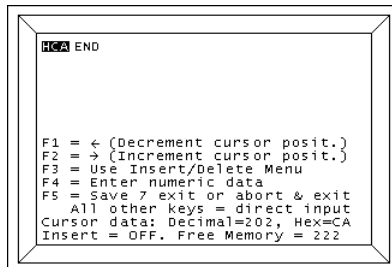 HCA END
F1 = ← (Decrement cursor posit.)
F2 = → (Increment cursor posit.)
F3 = Use Insert/Delete Menu
F4 = Enter numeric data
F5 = Save 7 exit or abort & exit
All other keys = direct input
Cursor data: Decimal=202, Hex=CA
Insert = OFF. Free Memory = 222